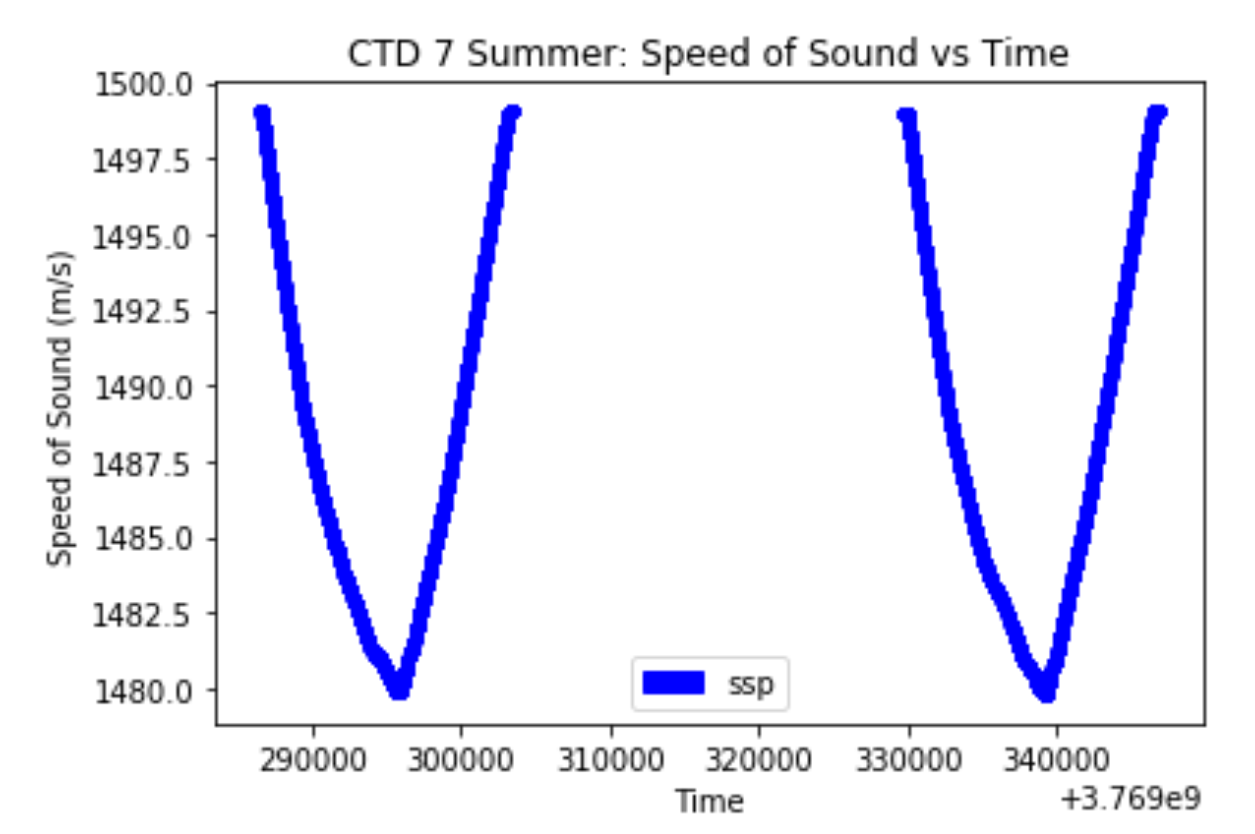 CTD 7 Summer: Speed of Sound vs Time
Speed of Sound (m/s)
1500.0
1497.5
1495.0
1492.5
1490.0
1487.5
1485.0
1482.5
1480.0
ssp
290000 300000 310000 320000 330000 340000
Time
+3.769e9